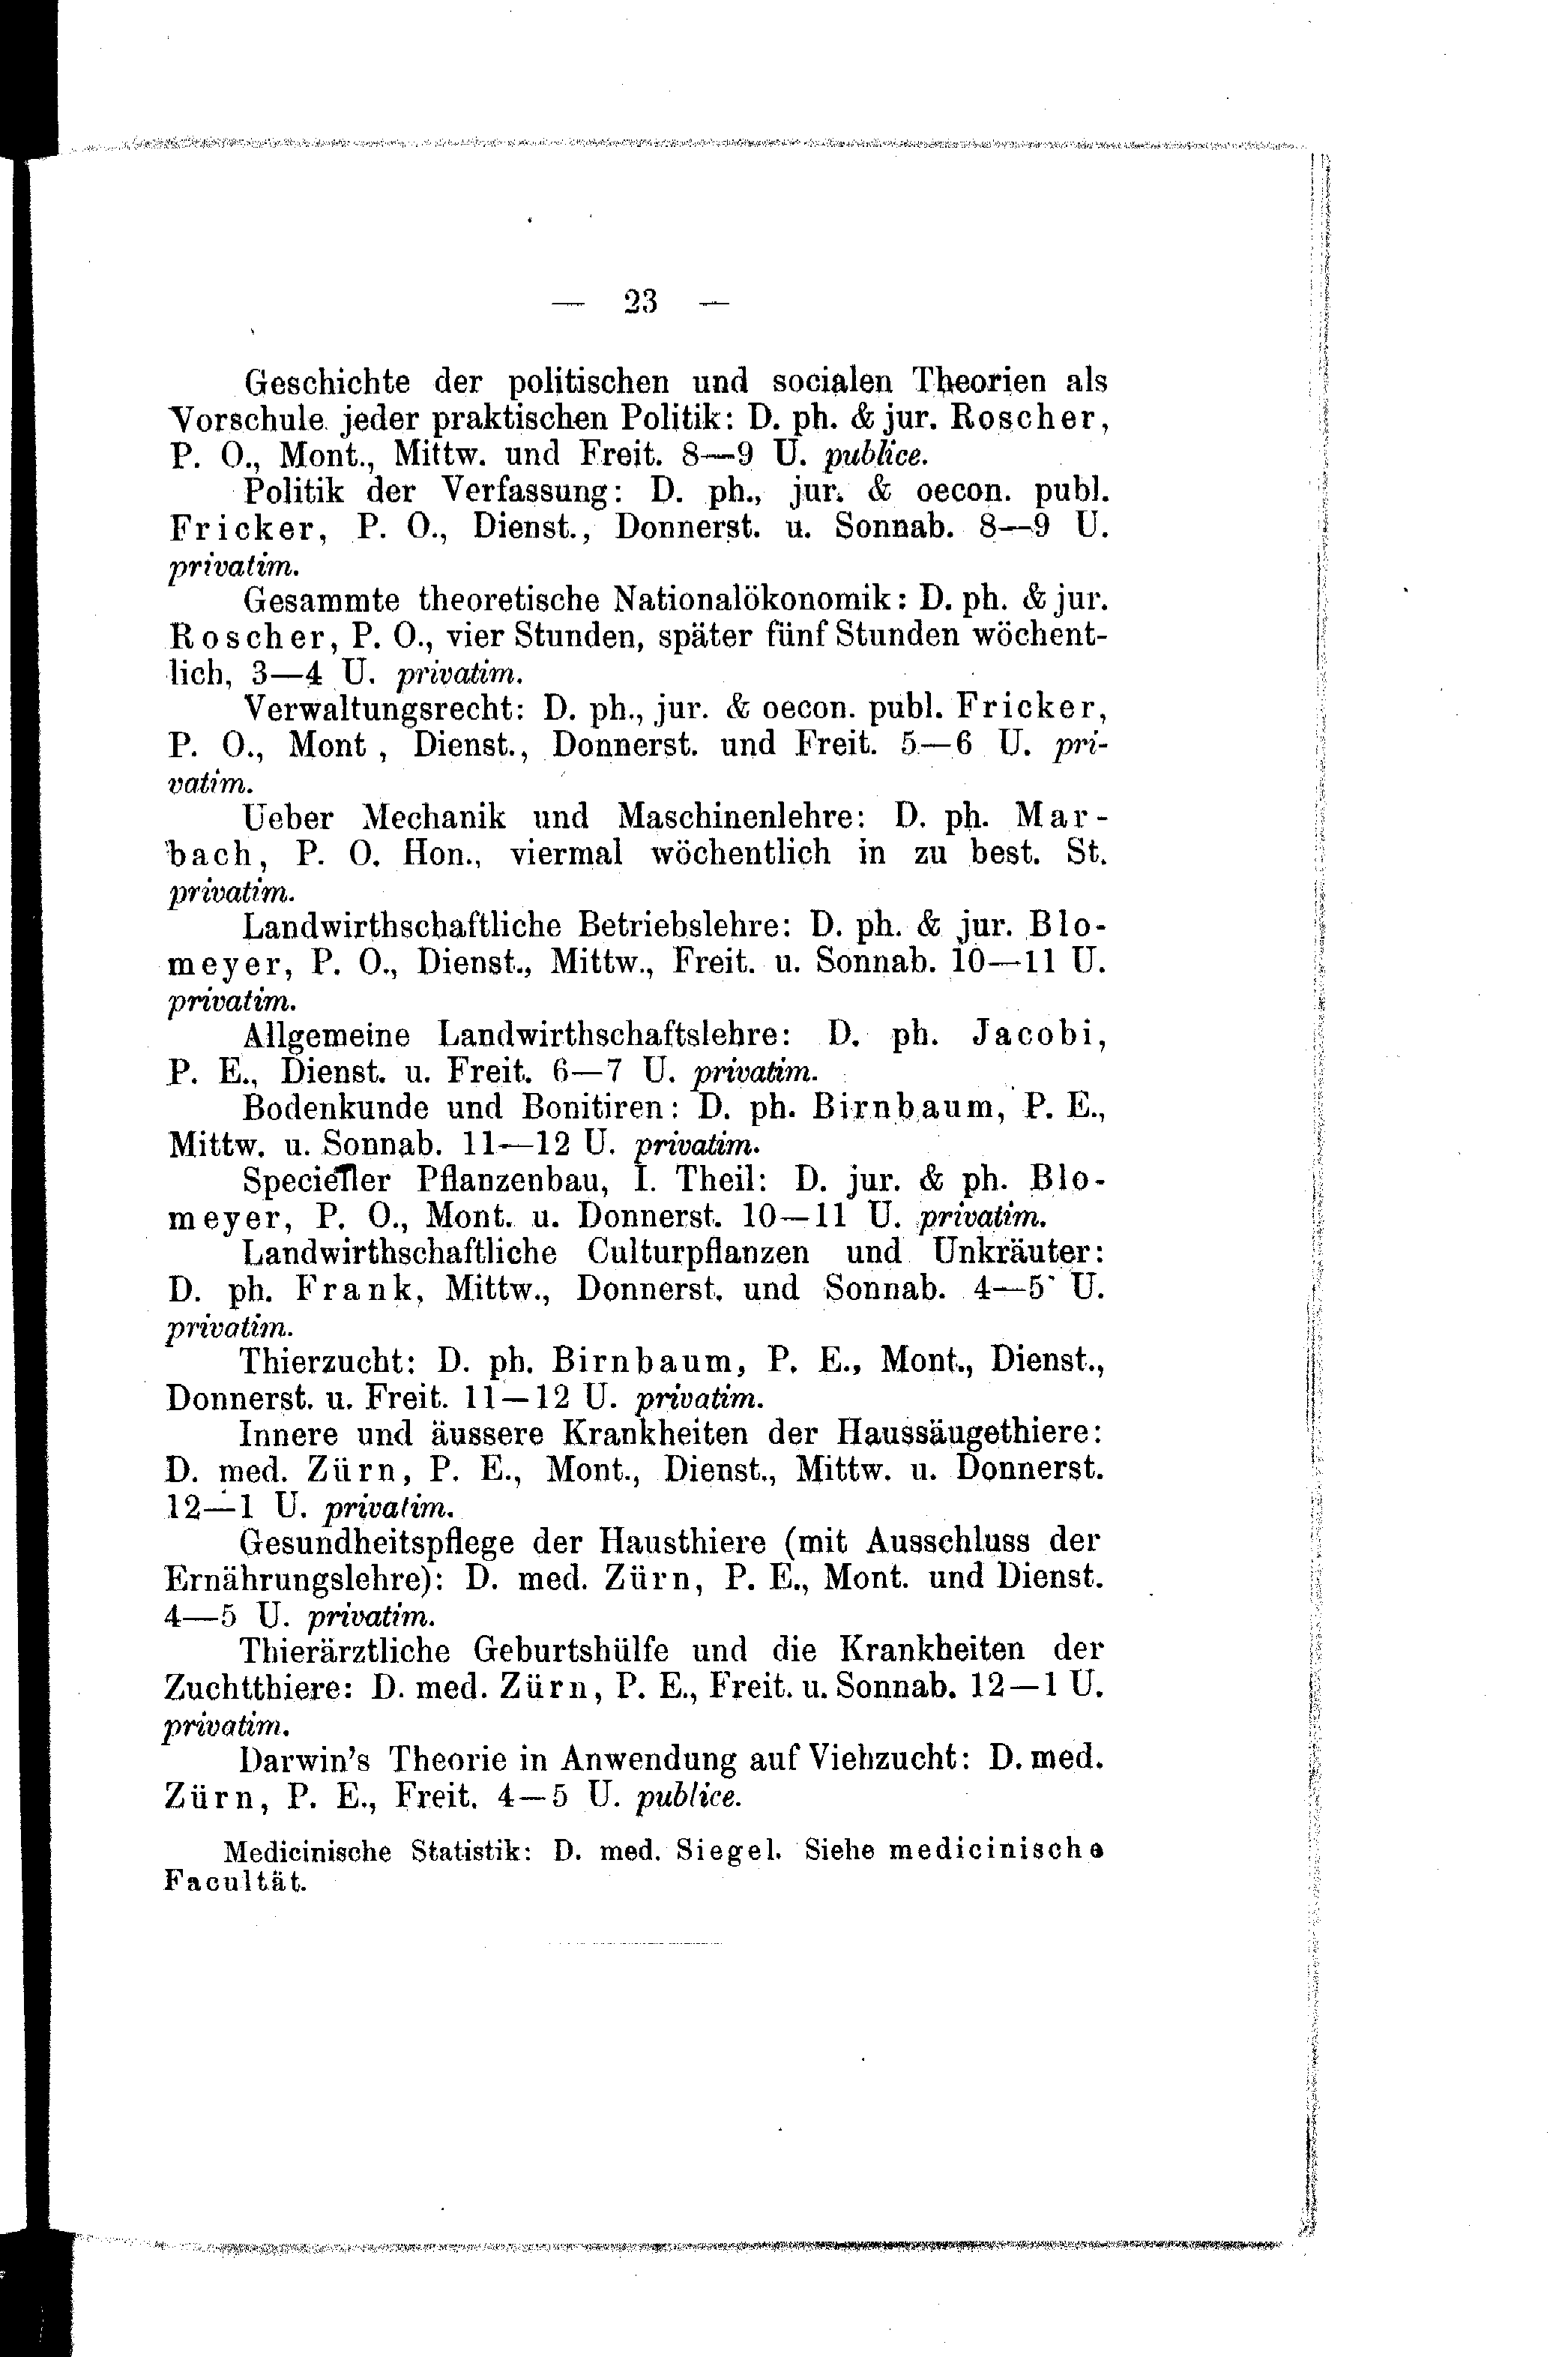 — 23 —
Geschichte der politischen und socialen Theorien als
Vorschule jeder praktischen Politik: D. ph. & jur. Roscher,
P. O., Mont., Mittw. und Freit. 8—9 U. publice.
Politik der Verfassung: D. ph., jur. & oecon. publ.
Fricker, P. O., Dienst., Donnerst. u. Sonnab. 8—9 U.
privatim.
Gesammte theoretische Nationalökonomik: D. ph. & jur.
Roscher, P. O., vier Stunden, später fünf Stunden wöchent-
lich, 3—4 U. privatim.
Verwaltungsrecht: D. ph., jur. & oecon. publ. Fricker,
P. O., Mont , Dienst., Donnerst. und Freit. 5—6 U. pri-
vatim.
Ueber Mechanik und Maschinenlehre: D. ph. Mar-
bach, P. O. Hon., viermal wöchentlich in zu best. St.
privatim.
Landwirthschaftliche Betriebslehre: D. ph. & jur. Blo-
meyer, P. O., Dienst., Mittw., Freit. u. Sonnab. 10—11 U.
privatim.
Allgemeine Landwirthschaftslehre: D. ph. Jacobi,
P. E., Dienst. u. Freit. 6—7 U. privatim.
Bodenkunde und Bonitiren: D. ph. Birnbaum, P. E.,
Mittw. u. Sonnab. 11—12 U. privatim.
Specieller Pflanzenbau, I. Theil: D. jur. & ph. Blo-
meyer, P. O., Mont. u. Donnerst. 10—11 U. privatim.
Landwirthschaftliche Culturpflanzen und Unkräuter:
D. ph. Frank, Mittw., Donnerst. und Sonnab. 4—5 U.
privatim.
Thierzucht: D. ph. Birnbaum, P. E., Mont., Dienst.,
Donnerst. u. Freit. 11—12 U. privatim.
Innere und äussere Krankheiten der Haussäugethiere:
D. med. Zürn, P. E., Mont., Dienst., Mittw. u. Donnerst.
12—1 U. privatim.
Gesundheitspflege der Hausthiere (mit Ausschluss der
Ernährungslehre): D. med. Zürn, P. E., Mont. und Dienst.
4—5 U. privatim.
Thierärztliche Geburtshülfe und die Krankheiten der
Zuchtthiere: D. med. Zürn, P. E., Freit. u. Sonnab. 12—1 U.
privatim.
Darwin's Theorie in Anwendung auf Viehzucht: D. med.
Zürn, P. E., Freit. 4—5 U. publice.
Medicinische Statistik: D. med. Siegel. Siehe medicinische
Facultät.